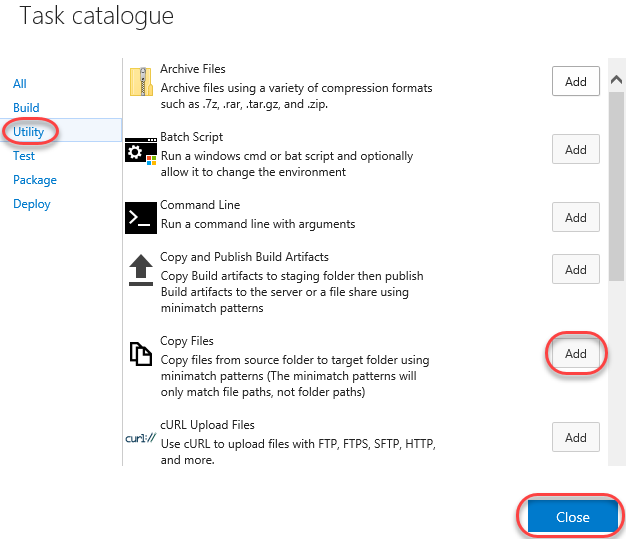 Task catalogue
All
Build
Utility
Test
Package
Deploy
Archive Files
Archive files using a variety of compression formats
such as .7z, .rar, .tar.gz, and .zip.
Add
Batch Script
Run a windows cmd or bat script and optionally
allow it to change the environment
Add
Command Line
Run a command line with arguments
Add
Copy and Publish Build Artifacts
Copy Build artifacts to staging folder then publish
Build artifacts to the server or a file share using
minimatch patterns
Add
Copy Files
Copy files from source folder to target folder using
minimatch patterns (The minimatch patterns will
only match file paths, not folder paths)
Add
curl://
cURL Upload Files
Use cURL to upload files with FTP, FTPS, SFTP, HTTP,
and more.
Add
Close